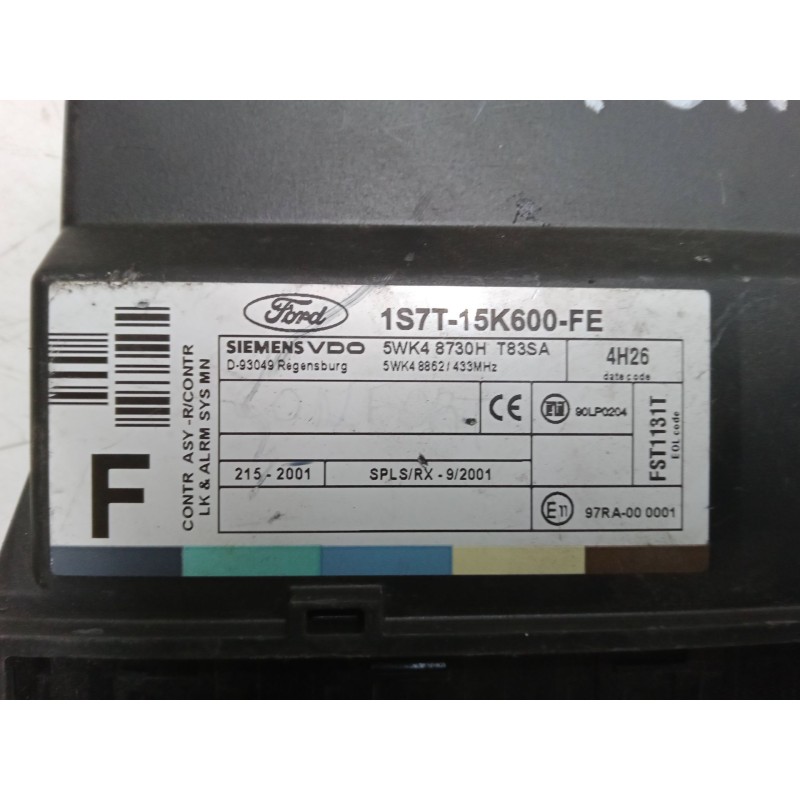 Ford
1S7T-15K600-FE
SIEMENS VDO
D-93049 Regensburg
5WK4 8730H T83SA
5WK4 8862/433MHz
4H26
date code
CE
90LP0204
FST1131T
EOL code
215 - 2001
SPLS/RX - 9/2001
E11
97RA-00 0001
F
CONTR ASY -R/CONTR
LK & ALRM SYS MN